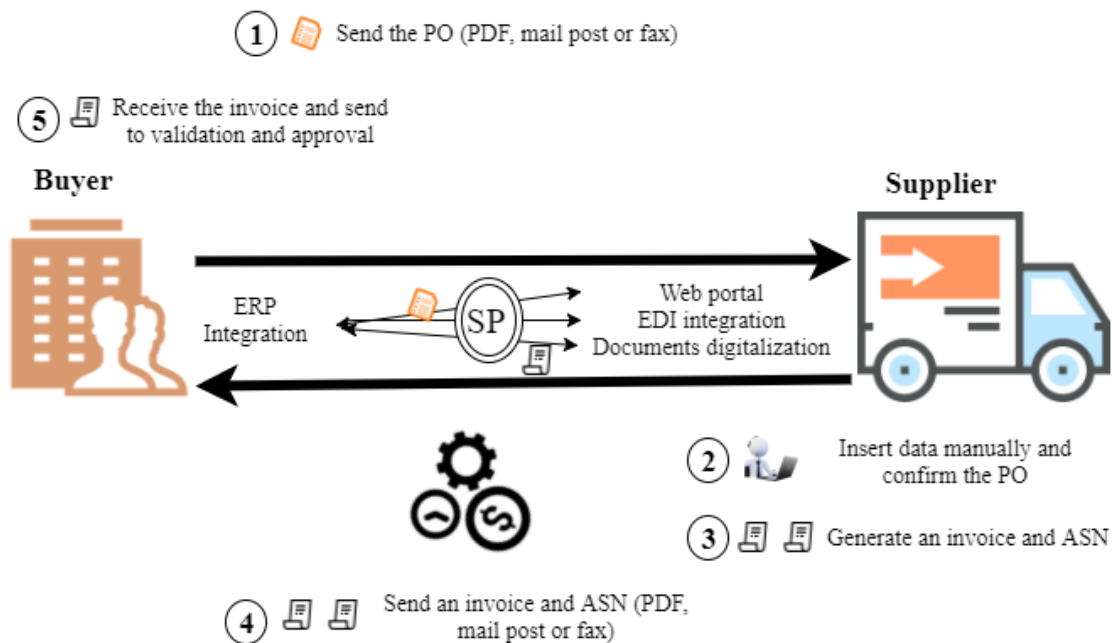 1 Send the PO (PDF, mail post or fax)
5 Receive the invoice and send
to validation and approval
Buyer
Supplier
ERP
Integration
SP
Web portal
EDI integration
Documents digitalization
2 Insert data manually and
confirm the PO
$
3 Generate an invoice and ASN
4 Send an invoice and ASN (PDF,
mail post or fax)